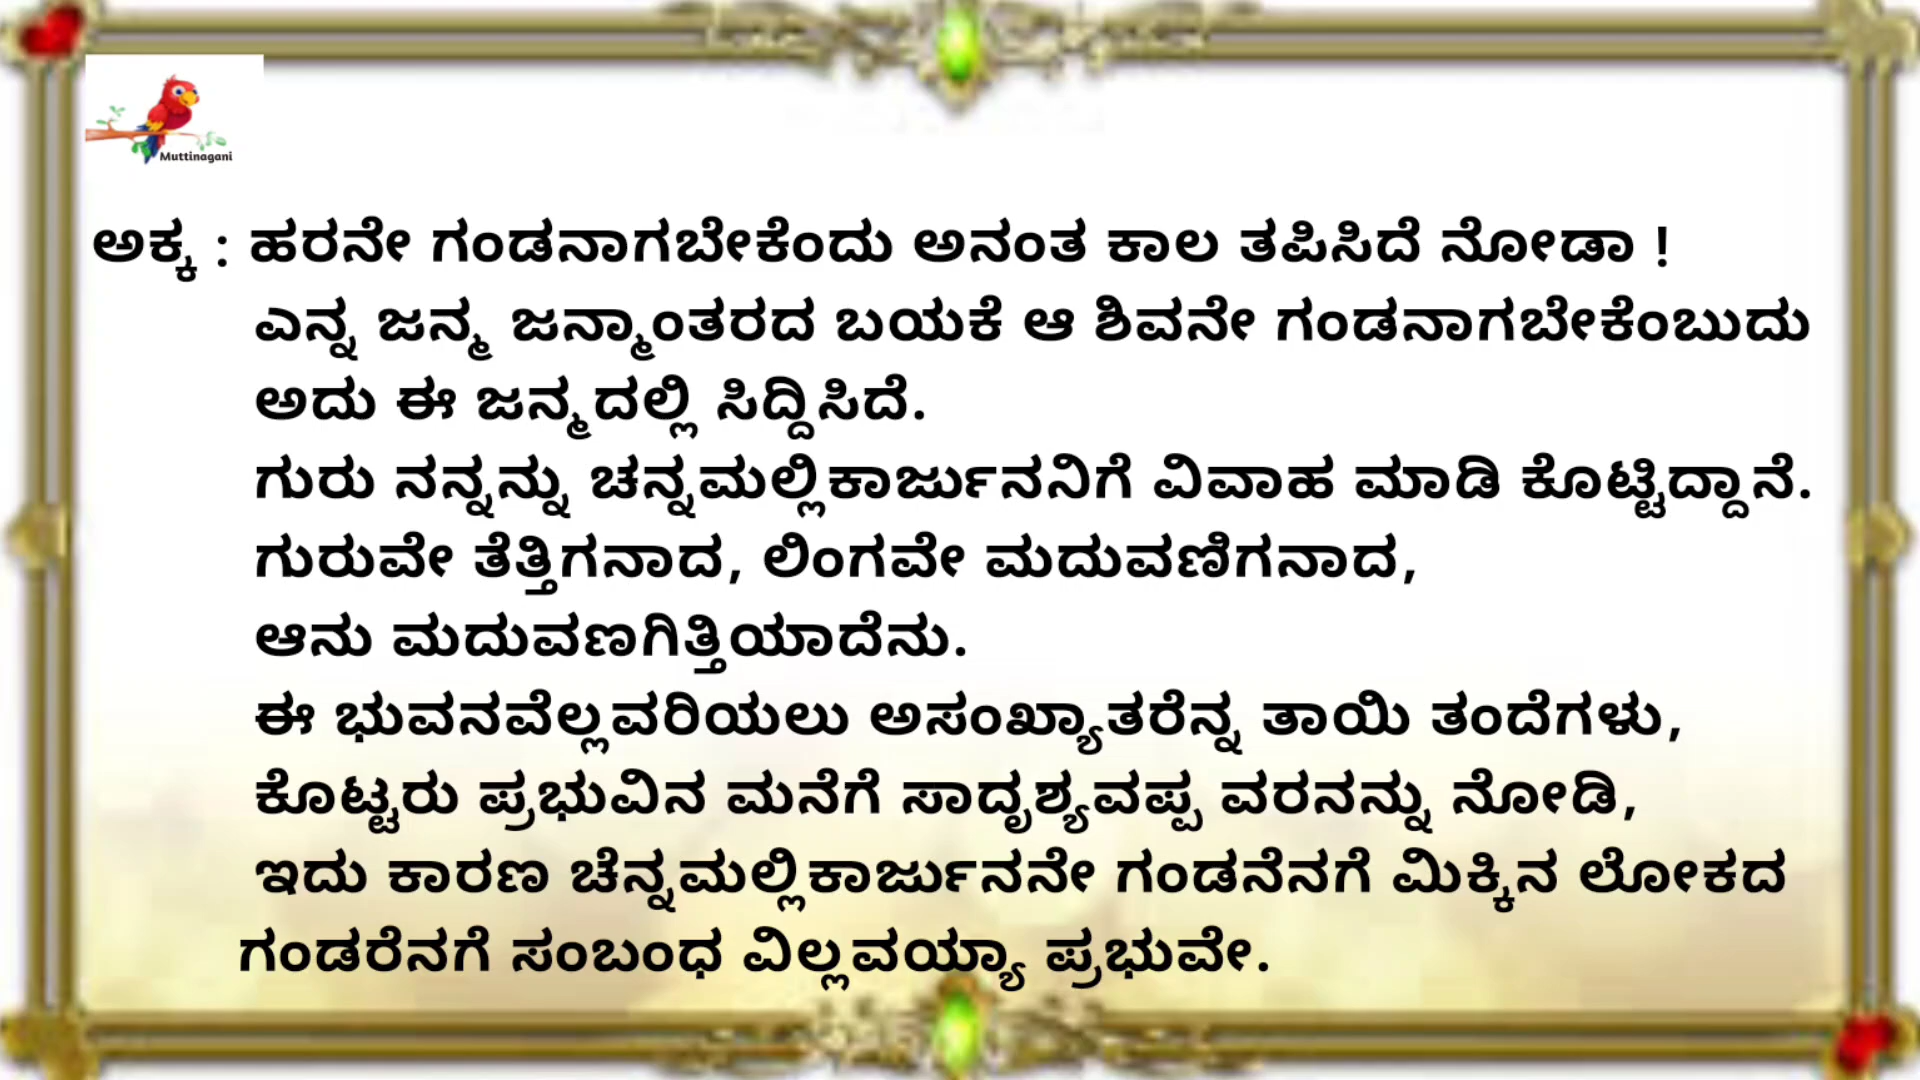 Muttinagani
ಅಕ್ಕ : ಹರನೇ ಗಂಡನಾಗಬೇಕೆಂದು ಅನಂತ ಕಾಲ ತಪಿಸಿದೆ ನೋಡಾ !
ಎನ್ನ ಜನ್ಮ ಜನ್ಮಾಂತರದ ಬಯಕೆ ಆ ಶಿವನೇ ಗಂಡನಾಗಬೇಕೆಂಬುದು
ಅದು ಈ ಜನ್ಮದಲ್ಲಿ ಸಿದ್ದಿಸಿದೆ.
ಗುರು ನನ್ನನ್ನು ಚನ್ನಮಲ್ಲಿಕಾರ್ಜುನನಿಗೆ ವಿವಾಹ ಮಾಡಿ ಕೊಟ್ಟಿದ್ದಾನೆ.
ಗುರುವೇ ತೆತ್ತಿಗನಾದ, ಲಿಂಗವೇ ಮದುವಣಿಗನಾದ,
ಆನು ಮದುವಣಗಿತ್ತಿಯಾದೆನು.
ಈ ಭುವನವೆಲ್ಲವರಿಯಲು ಅಸಂಖ್ಯಾತರೆನ್ನ ತಾಯಿ ತಂದೆಗಳು,
ಕೊಟ್ಟರು ಪ್ರಭುವಿನ ಮನೆಗೆ ಸಾದೃಶ್ಯವಪ್ಪ ವರನನ್ನು ನೋಡಿ,
ಇದು ಕಾರಣ ಚೆನ್ನಮಲ್ಲಿಕಾರ್ಜುನನೇ ಗಂಡನೆನಗೆ ಮಿಕ್ಕಿನ ಲೋಕದ
ಗಂಡರೆನಗೆ ಸಂಬಂಧ ವಿಲ್ಲವಯ್ಯಾ ಪ್ರಭುವೇ.